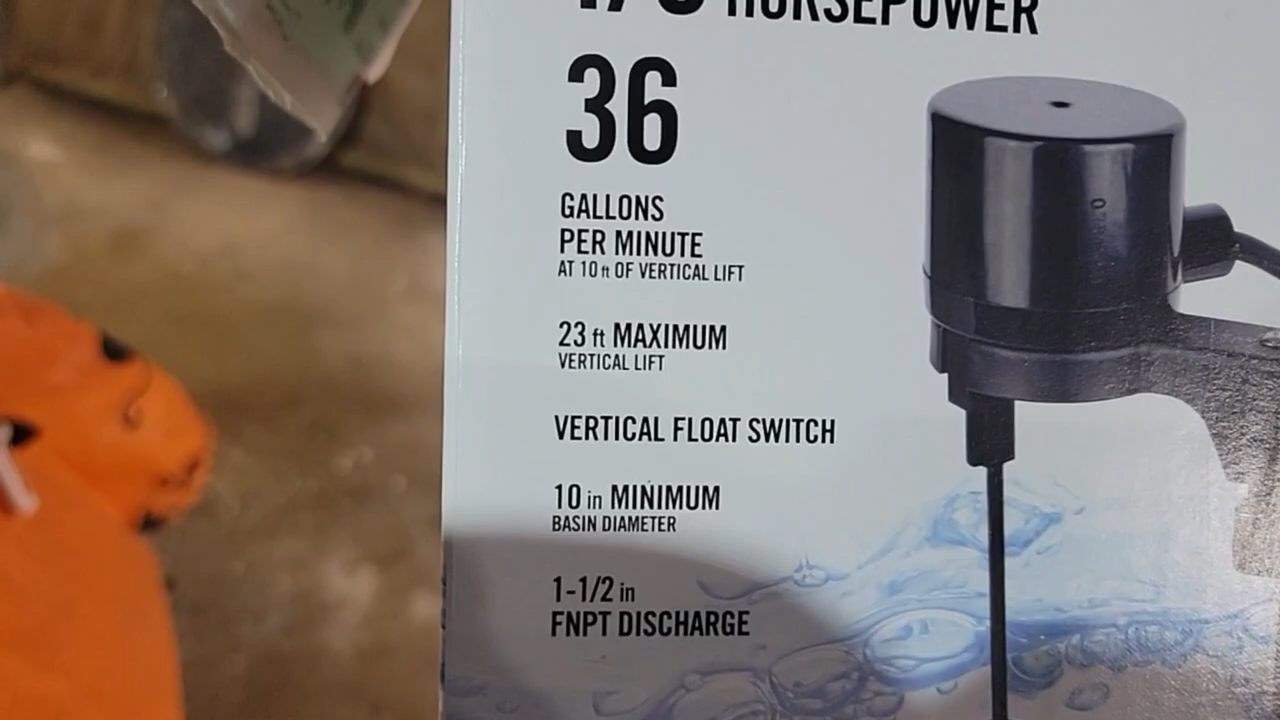 HORSEPOWER
36
GALLONS
PER MINUTE
AT 10 ft OF VERTICAL LIFT
23 ft MAXIMUM
VERTICAL LIFT
VERTICAL FLOAT SWITCH
10 in MINIMUM
BASIN DIAMETER
1-1/2 in
FNPT DISCHARGE